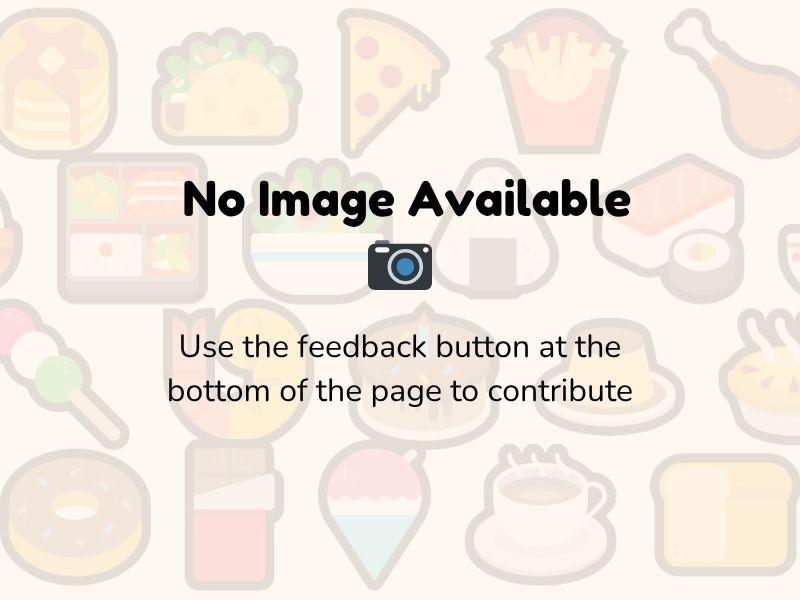 No Image Available
Use the feedback button at the
bottom of the page to contribute